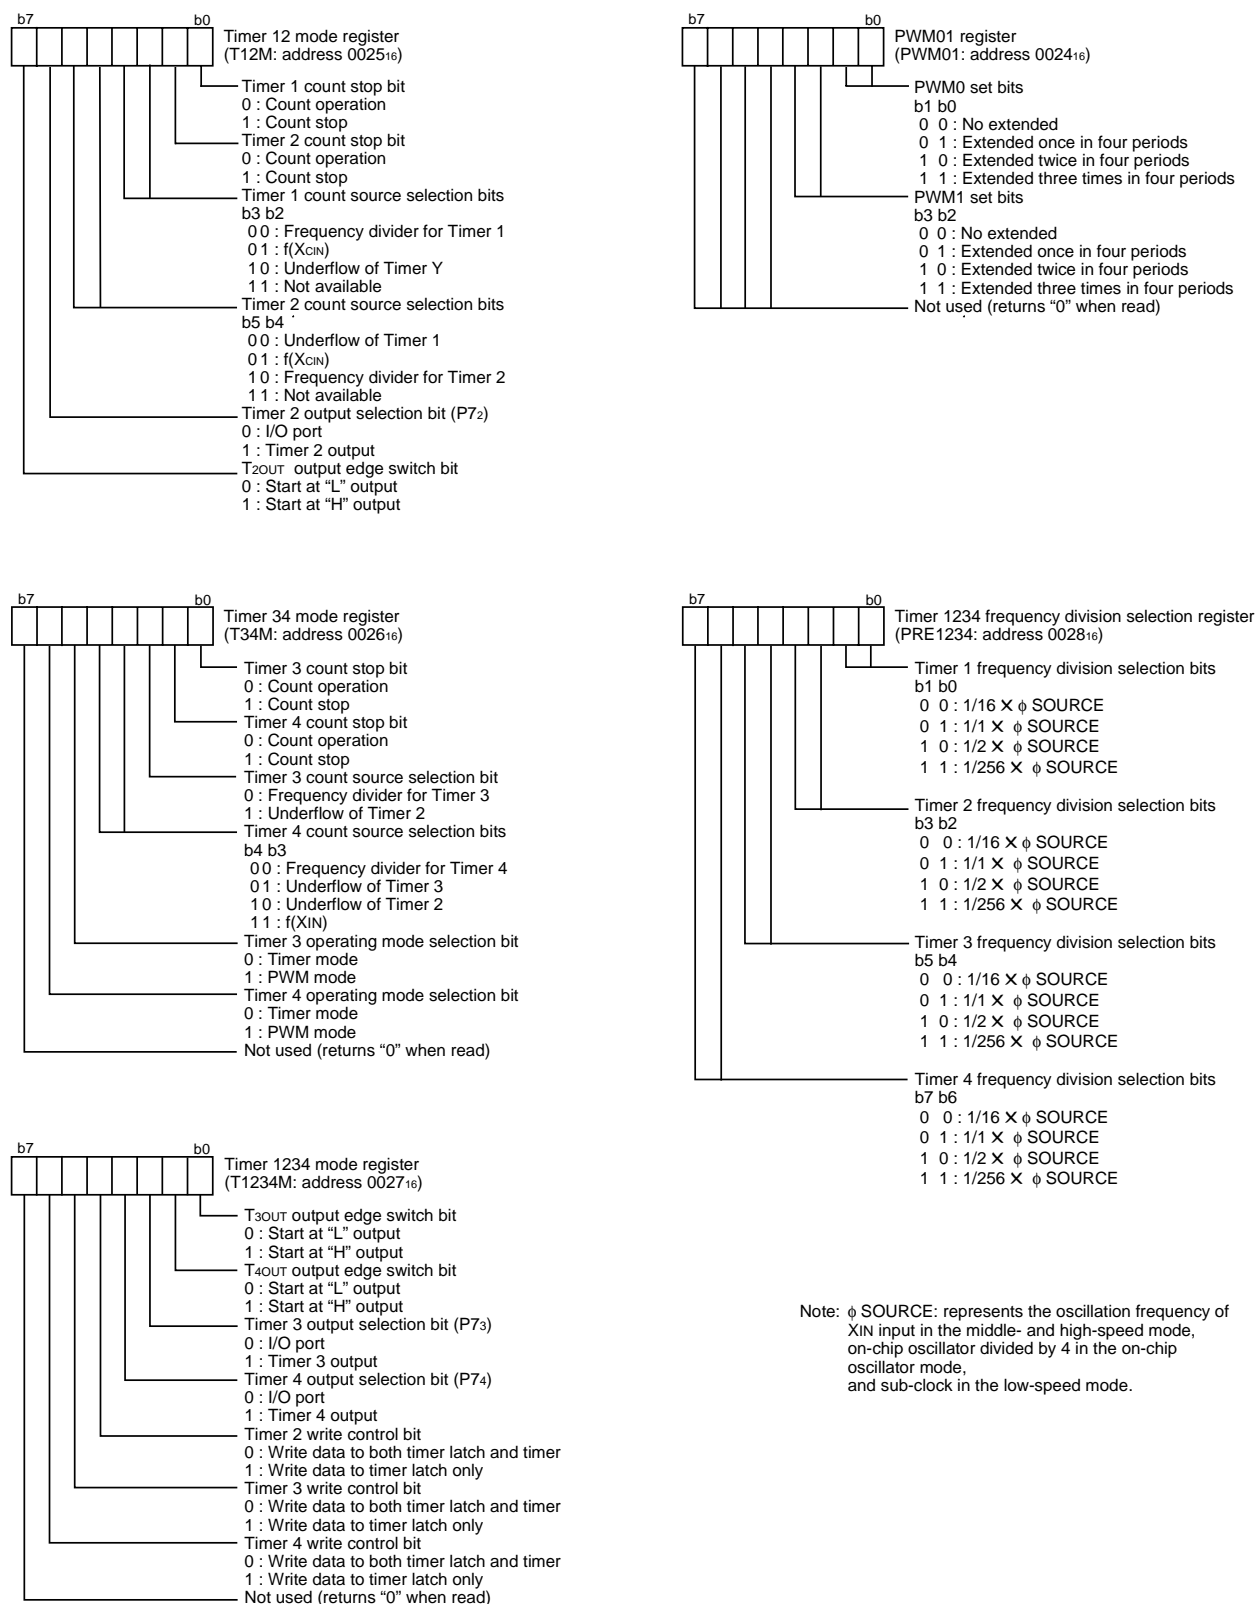 b7 b0
Timer 12 mode register
(T12M: address 0025₁₆)
Timer 1 count stop bit
0 : Count operation
1 : Count stop
Timer 2 count stop bit
0 : Count operation
1 : Count stop
Timer 1 count source selection bits
b3 b2
0 0 : Frequency divider for Timer 1
0 1 : f(XCIN)
1 0 : Underflow of Timer Y
1 1 : Not available
Timer 2 count source selection bits
b5 b4
0 0 : Underflow of Timer 1
0 1 : f(XCIN)
1 0 : Frequency divider for Timer 2
1 1 : Not available
Timer 2 output selection bit (P7₂)
0 : I/O port
1 : Timer 2 output
T2OUT output edge switch bit
0 : Start at “L” output
1 : Start at “H” output
b7 b0
PWM01 register
(PWM01: address 0024₁₆)
PWM0 set bits
b1 b0
0 0 : No extended
0 1 : Extended once in four periods
1 0 : Extended twice in four periods
1 1 : Extended three times in four periods
PWM1 set bits
b3 b2
0 0 : No extended
0 1 : Extended once in four periods
1 0 : Extended twice in four periods
1 1 : Extended three times in four periods
Not used (returns “0” when read)
b7 b0
Timer 34 mode register
(T34M: address 0026₁₆)
Timer 3 count stop bit
0 : Count operation
1 : Count stop
Timer 4 count stop bit
0 : Count operation
1 : Count stop
Timer 3 count source selection bit
0 : Frequency divider for Timer 3
1 : Underflow of Timer 2
Timer 4 count source selection bits
b4 b3
0 0 : Frequency divider for Timer 4
0 1 : Underflow of Timer 3
1 0 : Underflow of Timer 2
1 1 : f(XIN)
Timer 3 operating mode selection bit
0 : Timer mode
1 : PWM mode
Timer 4 operating mode selection bit
0 : Timer mode
1 : PWM mode
Not used (returns “0” when read)
b7 b0
Timer 1234 frequency division selection register
(PRE1234: address 0028₁₆)
Timer 1 frequency division selection bits
b1 b0
0 0 : 1/16 X ϕ SOURCE
0 1 : 1/1 X ϕ SOURCE
1 0 : 1/2 X ϕ SOURCE
1 1 : 1/256 X ϕ SOURCE
Timer 2 frequency division selection bits
b3 b2
0 0 : 1/16 X ϕ SOURCE
0 1 : 1/1 X ϕ SOURCE
1 0 : 1/2 X ϕ SOURCE
1 1 : 1/256 X ϕ SOURCE
Timer 3 frequency division selection bits
b5 b4
0 0 : 1/16 X ϕ SOURCE
0 1 : 1/1 X ϕ SOURCE
1 0 : 1/2 X ϕ SOURCE
1 1 : 1/256 X ϕ SOURCE
Timer 4 frequency division selection bits
b7 b6
0 0 : 1/16 X ϕ SOURCE
0 1 : 1/1 X ϕ SOURCE
1 0 : 1/2 X ϕ SOURCE
1 1 : 1/256 X ϕ SOURCE
b7 b0
Timer 1234 mode register
(T1234M: address 0027₁₆)
T3OUT output edge switch bit
0 : Start at “L” output
1 : Start at “H” output
T4OUT output edge switch bit
0 : Start at “L” output
1 : Start at “H” output
Timer 3 output selection bit (P7₃)
0 : I/O port
1 : Timer 3 output
Timer 4 output selection bit (P7₄)
0 : I/O port
1 : Timer 4 output
Timer 2 write control bit
0 : Write data to both timer latch and timer
1 : Write data to timer latch only
Timer 3 write control bit
0 : Write data to both timer latch and timer
1 : Write data to timer latch only
Timer 4 write control bit
0 : Write data to both timer latch and timer
1 : Write data to timer latch only
Not used (returns “0” when read)
Note: ϕ SOURCE: represents the oscillation frequency of
XIN input in the middle- and high-speed mode,
on-chip oscillator divided by 4 in the on-chip
oscillator mode,
and sub-clock in the low-speed mode.